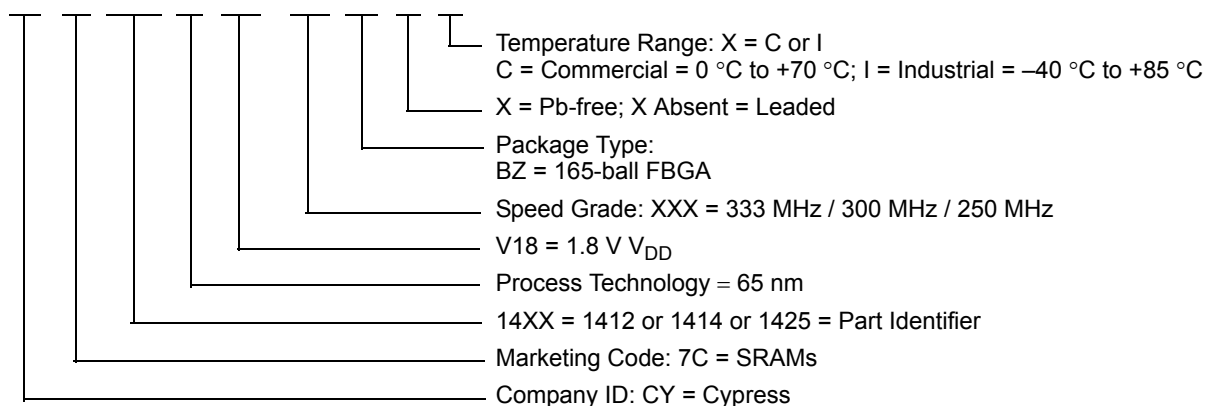 Temperature Range: X = C or I
C = Commercial = 0 °C to +70 °C; I = Industrial = –40 °C to +85 °C
X = Pb-free; X Absent = Leaded
Package Type:
BZ = 165-ball FBGA
Speed Grade: XXX = 333 MHz / 300 MHz / 250 MHz
V18 = 1.8 V VDD
Process Technology = 65 nm
14XX = 1412 or 1414 or 1425 = Part Identifier
Marketing Code: 7C = SRAMs
Company ID: CY = Cypress